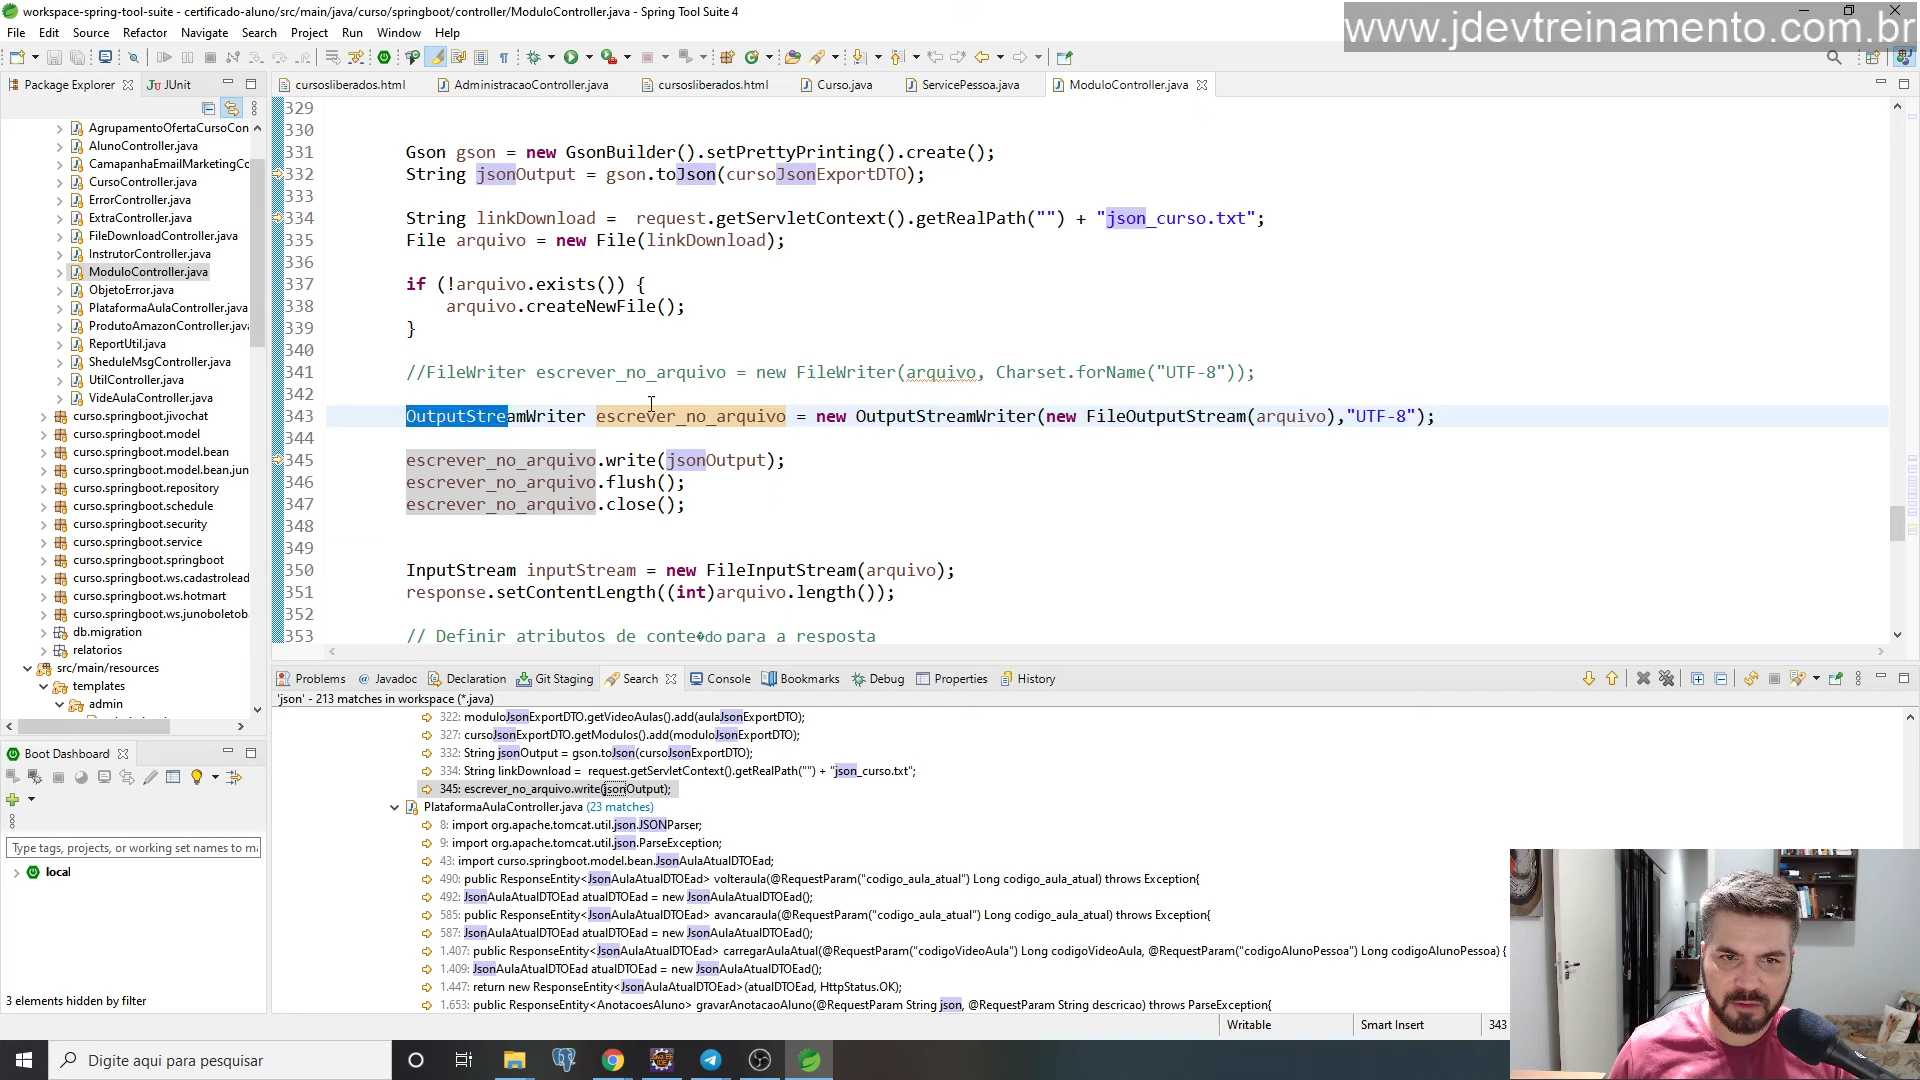 workspace-spring-tool-suite - certificado-aluno/src/main/java/curso/springboot/controller/ModuloController.java - Spring Tool Suite 4
www.jdevtreinamento.com.br
File Edit Source Refactor Navigate Search Project Run Window Help
Package Explorer JUnit
cursosliberados.html AdministracaoController.java cursosliberados.html Curso.java ServicePessoa.java ModuloController.java
AgrupamentoOfertaCursoCon
AlunoController.java
CamapanhaEmailMarketingCo
CursoController.java
ErrorController.java
ExtraController.java
FileDownloadController.java
InstrutorController.java
ModuloController.java
ObjetoError.java
PlataformaAulaController.java
ProdutoAmazonController.java
ReportUtil.java
SheduleMsgController.java
UtilController.java
VideAulaController.java
curso.springboot.jivochat
curso.springboot.model
curso.springboot.model.bean
curso.springboot.model.bean.jun
curso.springboot.repository
curso.springboot.schedule
curso.springboot.security
curso.springboot.service
curso.springboot.springboot
curso.springboot.ws.cadastrolead
curso.springboot.ws.hotmart
curso.springboot.ws.junoboletob
db.migration
relatorios
src/main/resources
templates
admin
329
330
331 Gson gson = new GsonBuilder().setPrettyPrinting().create();
332 String jsonOutput = gson.toJson(cursoJsonExportDTO);
333
334 String linkDownload =  request.getServletContext().getRealPath("") + "json_curso.txt";
335 File arquivo = new File(linkDownload);
336
337 if (!arquivo.exists()) {
338 arquivo.createNewFile();
339 }
340
341 //FileWriter escrever_no_arquivo = new FileWriter(arquivo, Charset.forName("UTF-8"));
342
343 OutputStreamWriter escrever_no_arquivo = new OutputStreamWriter(new FileOutputStream(arquivo),"UTF-8");
344
345 escrever_no_arquivo.write(jsonOutput);
346 escrever_no_arquivo.flush();
347 escrever_no_arquivo.close();
348
349
350 InputStream inputStream = new FileInputStream(arquivo);
351 response.setContentLength((int)arquivo.length());
352
353 // Definir atributos de conte�do para a resposta
Problems Javadoc Declaration Git Staging Search Console Bookmarks Debug Properties History
'json' - 213 matches in workspace (*.java)
322: moduloJsonExportDTO.getVideoAulas().add(aulaJsonExportDTO);
327: cursoJsonExportDTO.getModulos().add(moduloJsonExportDTO);
332: String jsonOutput = gson.toJson(cursoJsonExportDTO);
334: String linkDownload =  request.getServletContext().getRealPath("") + "json_curso.txt";
345: escrever_no_arquivo.write(jsonOutput);
PlataformaAulaController.java (23 matches)
8: import org.apache.tomcat.util.json.JSONParser;
9: import org.apache.tomcat.util.json.ParseException;
43: import curso.springboot.model.bean.JsonAulaAtualDTOEad;
490: public ResponseEntity<JsonAulaAtualDTOEad> volteraula(@RequestParam("codigo_aula_atual") Long codigo_aula_atual) throws Exception{
492: JsonAulaAtualDTOEad atualDTOEad = new JsonAulaAtualDTOEad();
585: public ResponseEntity<JsonAulaAtualDTOEad> avancaraula(@RequestParam("codigo_aula_atual") Long codigo_aula_atual) throws Exception{
587: JsonAulaAtualDTOEad atualDTOEad = new JsonAulaAtualDTOEad();
1.407: public ResponseEntity<JsonAulaAtualDTOEad> carregarAulaAtual(@RequestParam("codigoVideoAula") Long codigoVideoAula, @RequestParam("codigoAlunoPessoa") Long codigoAlunoPessoa) {
1.409: JsonAulaAtualDTOEad atualDTOEad = new JsonAulaAtualDTOEad();
1.447: return new ResponseEntity<JsonAulaAtualDTOEad>(atualDTOEad, HttpStatus.OK);
1.653: public ResponseEntity<AnotacoesAluno> gravarAnotacaoAluno(@RequestParam String json, @RequestParam String descricao) throws ParseException{
Boot Dashboard
Type tags, projects, or working set names to ma
local
3 elements hidden by filter
Writable Smart Insert 343
Digite aqui para pesquisar